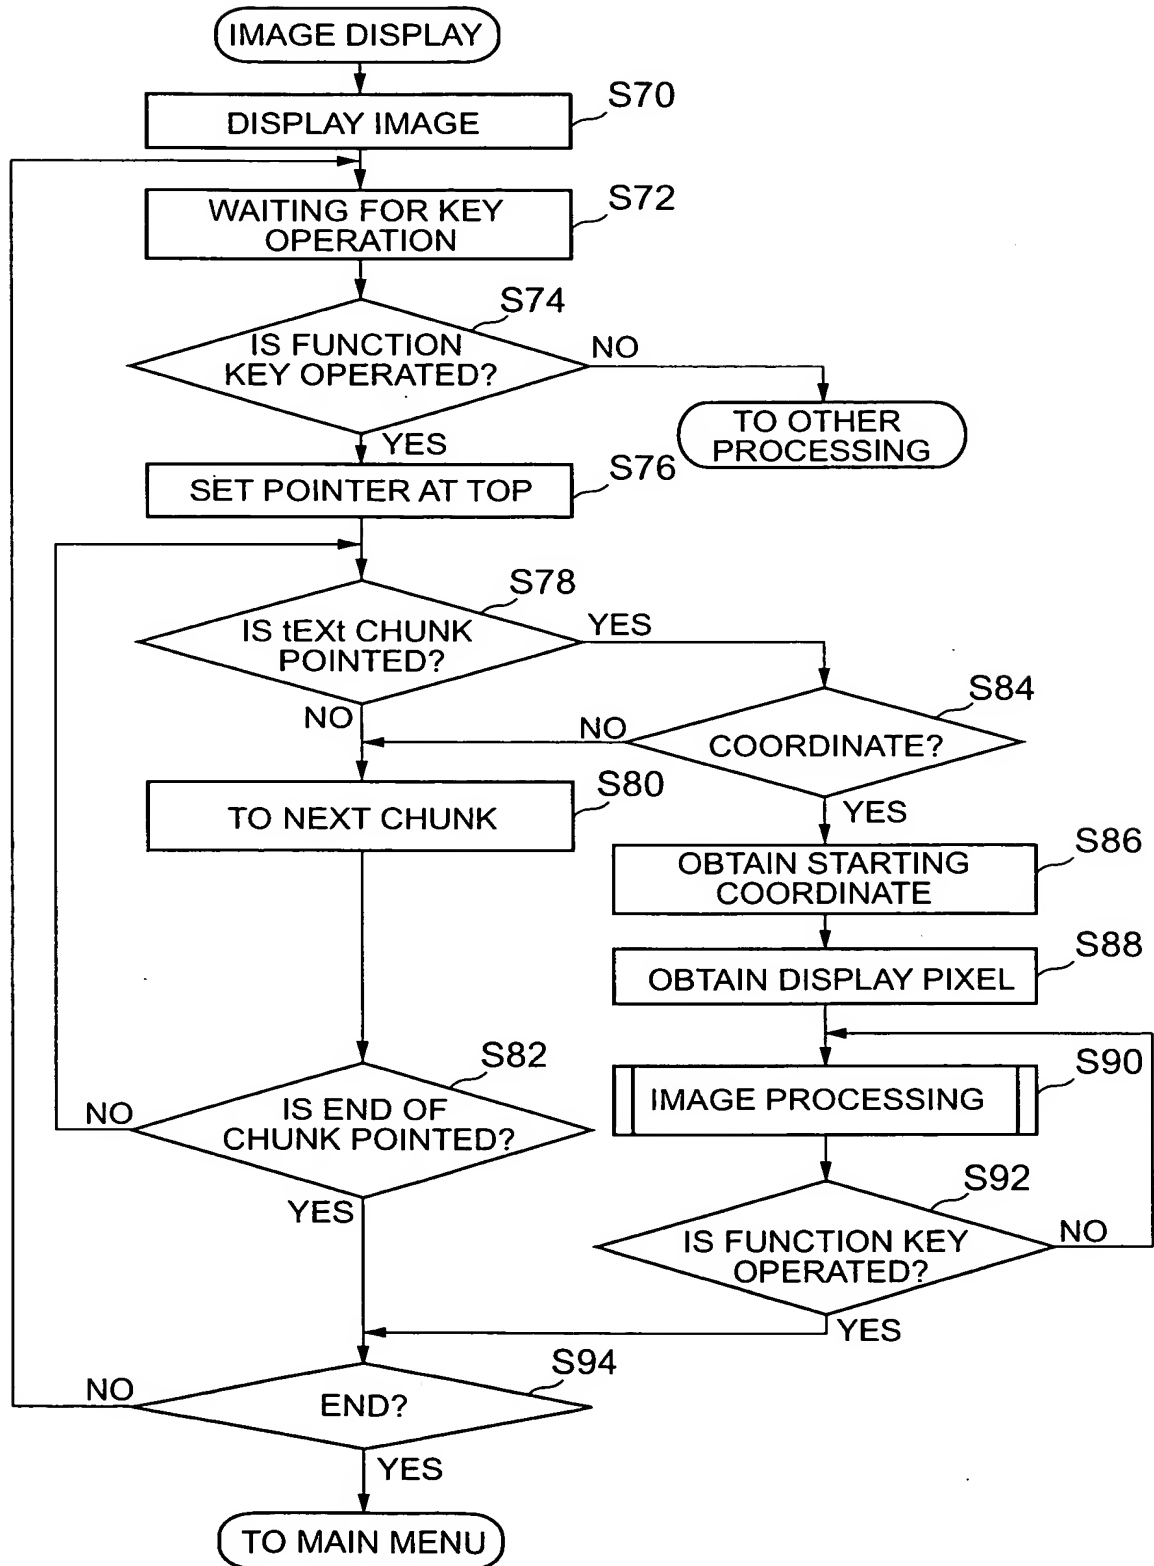 IMAGE DISPLAY
S70
DISPLAY IMAGE
S72
WAITING FOR KEY
OPERATION
S74
IS FUNCTION
KEY OPERATED?
NO
TO OTHER
PROCESSING
YES
S76
SET POINTER AT TOP
S78
IS tEXt CHUNK
POINTED?
YES
NO
S84
COORDINATE?
NO
YES
S80
TO NEXT CHUNK
S86
OBTAIN STARTING
COORDINATE
S88
OBTAIN DISPLAY PIXEL
S90
IMAGE PROCESSING
S82
IS END OF
CHUNK POINTED?
NO
YES
S92
IS FUNCTION KEY
OPERATED?
NO
YES
S94
END?
NO
YES
TO MAIN MENU